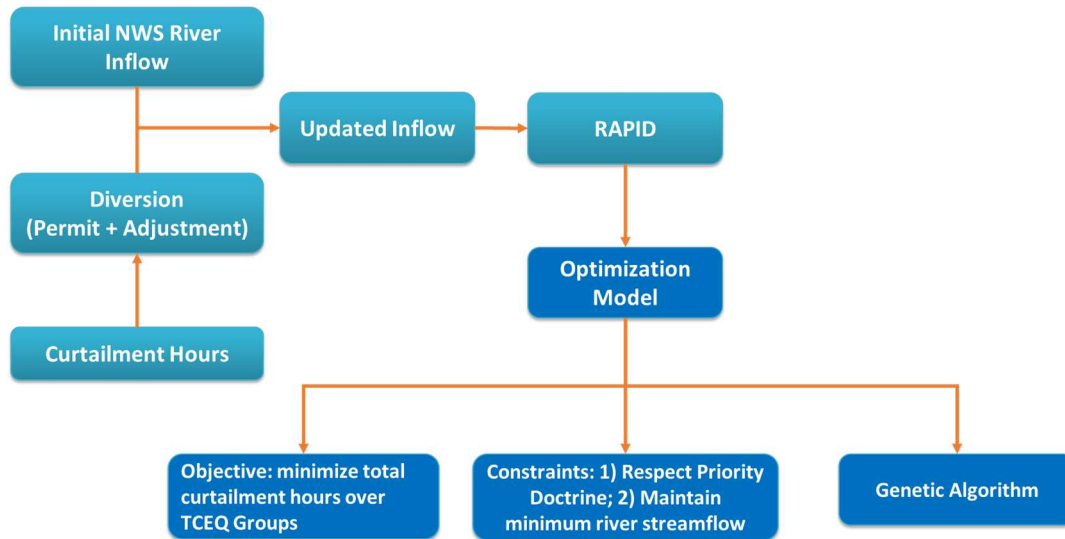 Initial NWS River
Inflow
Updated Inflow
RAPID
Diversion
(Permit + Adjustment)
Optimization
Model
Curtailment Hours
Objective: minimize total
curtailment hours over
TCEQ Groups
Constraints: 1) Respect Priority
Doctrine; 2) Maintain
minimum river streamflow
Genetic Algorithm